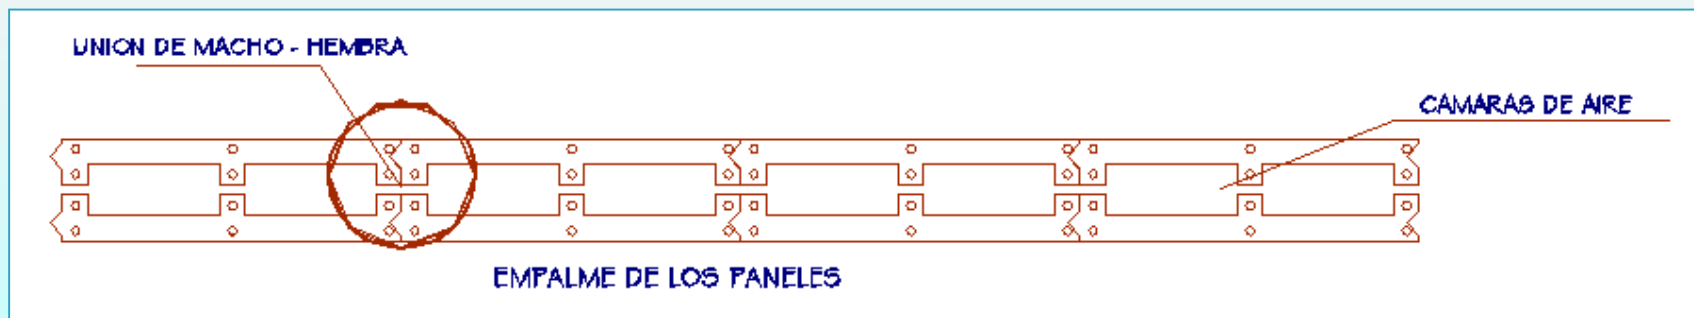 UNION DE MACHO - HEMBRA
CAMARAS DE AIRE
EMPALME DE LOS PANELES